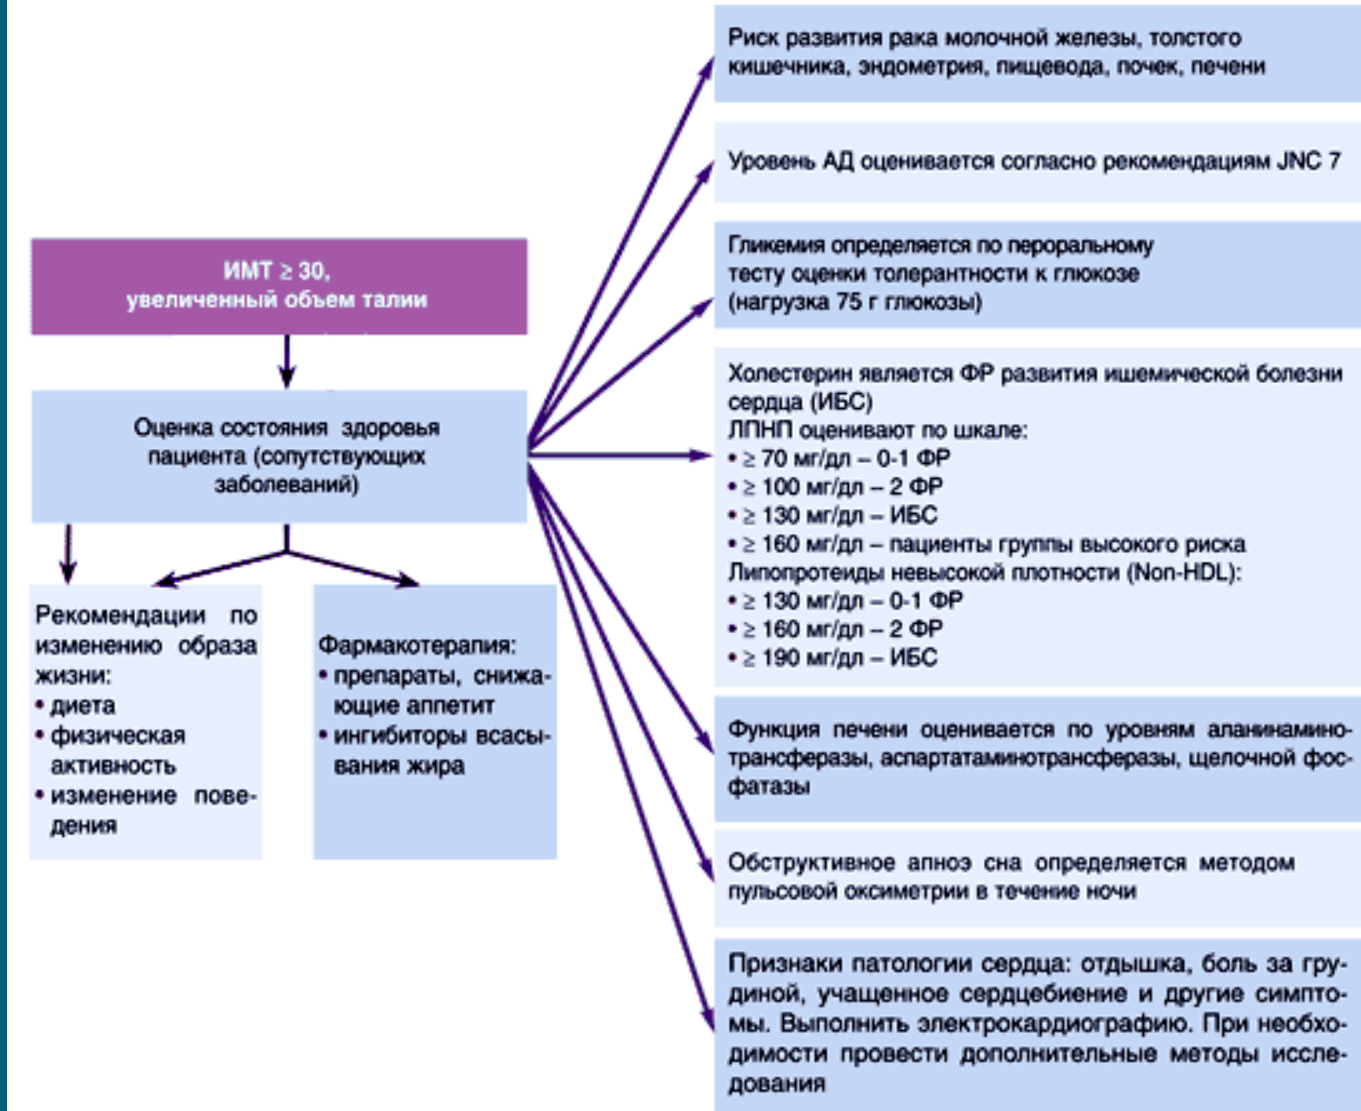 ИМТ ≥ 30,
увеличенный объем талии
Оценка состояния здоровья
пациента (сопутствующих
заболеваний)
Рекомендации по
изменению образа
жизни:
• диета
• физическая
активность
• изменение пове-
дения
Фармакотерапия:
• препараты, снижа-
ющие аппетит
• ингибиторы всасы-
вания жира
Риск развития рака молочной железы, толстого
кишечника, эндометрия, пищевода, почек, печени
Уровень АД оценивается согласно рекомендациям JNC 7
Гликемия определяется по пероральному
тесту оценки толерантности к глюкозе
(нагрузка 75 г глюкозы)
Холестерин является ФР развития ишемической болезни
сердца (ИБС)
ЛПНП оценивают по шкале:
• ≥ 70 мг/дл – 0-1 ФР
• ≥ 100 мг/дл – 2 ФР
• ≥ 130 мг/дл – ИБС
• ≥ 160 мг/дл – пациенты группы высокого риска
Липопротеиды невысокой плотности (Non-HDL):
• ≥ 130 мг/дл – 0-1 ФР
• ≥ 160 мг/дл – 2 ФР
• ≥ 190 мг/дл – ИБС
Функция печени оценивается по уровням аланинамино-
трансферазы, аспартатаминотрансферазы, щелочной фос-
фатазы
Обструктивное апноэ сна определяется методом
пульсовой оксиметрии в течение ночи
Признаки патологии сердца: отдышка, боль за гру-
диной, учащенное сердцебиение и другие симпто-
мы. Выполнить электрокардиографию. При необхо-
димости провести дополнительные методы иссле-
дования